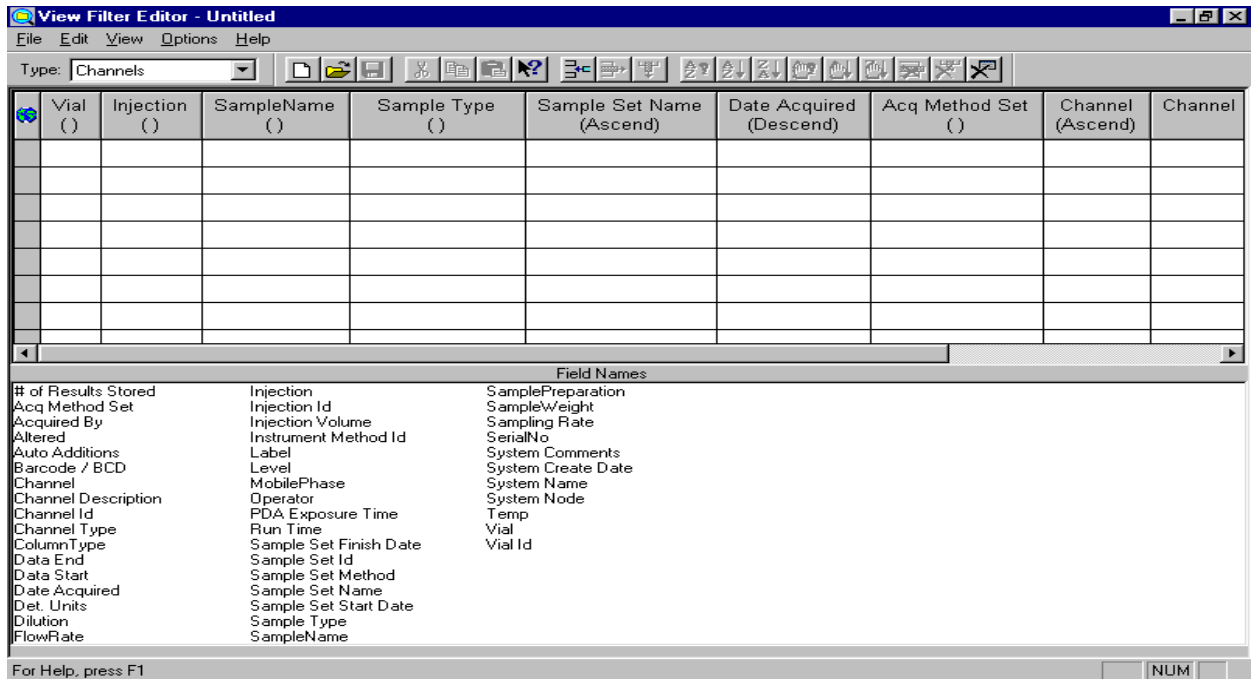 View Filter Editor - Untitled
File Edit View Options Help
Type: Channels
Vial Injection SampleName Sample Type Sample Set Name Date Acquired Acq Method Set Channel Channel
( ) ( ) ( ) ( ) (Ascend) (Descend) ( ) (Ascend)
Field Names
# of Results Stored Injection SamplePreparation
Acq Method Set Injection Id SampleWeight
Acquired By Injection Volume Sampling Rate
Altered Instrument Method Id SerialNo
Auto Additions Label System Comments
Barcode / BCD Level System Create Date
Channel MobilePhase System Name
Channel Description Operator System Node
Channel Id PDA Exposure Time Temp
Channel Type Run Time Vial
ColumnType Sample Set Finish Date Vial Id
Data End Sample Set Id
Data Start Sample Set Method
Date Acquired Sample Set Name
Det. Units Sample Set Start Date
Dilution Sample Type
FlowRate SampleName
For Help, press F1 NUM